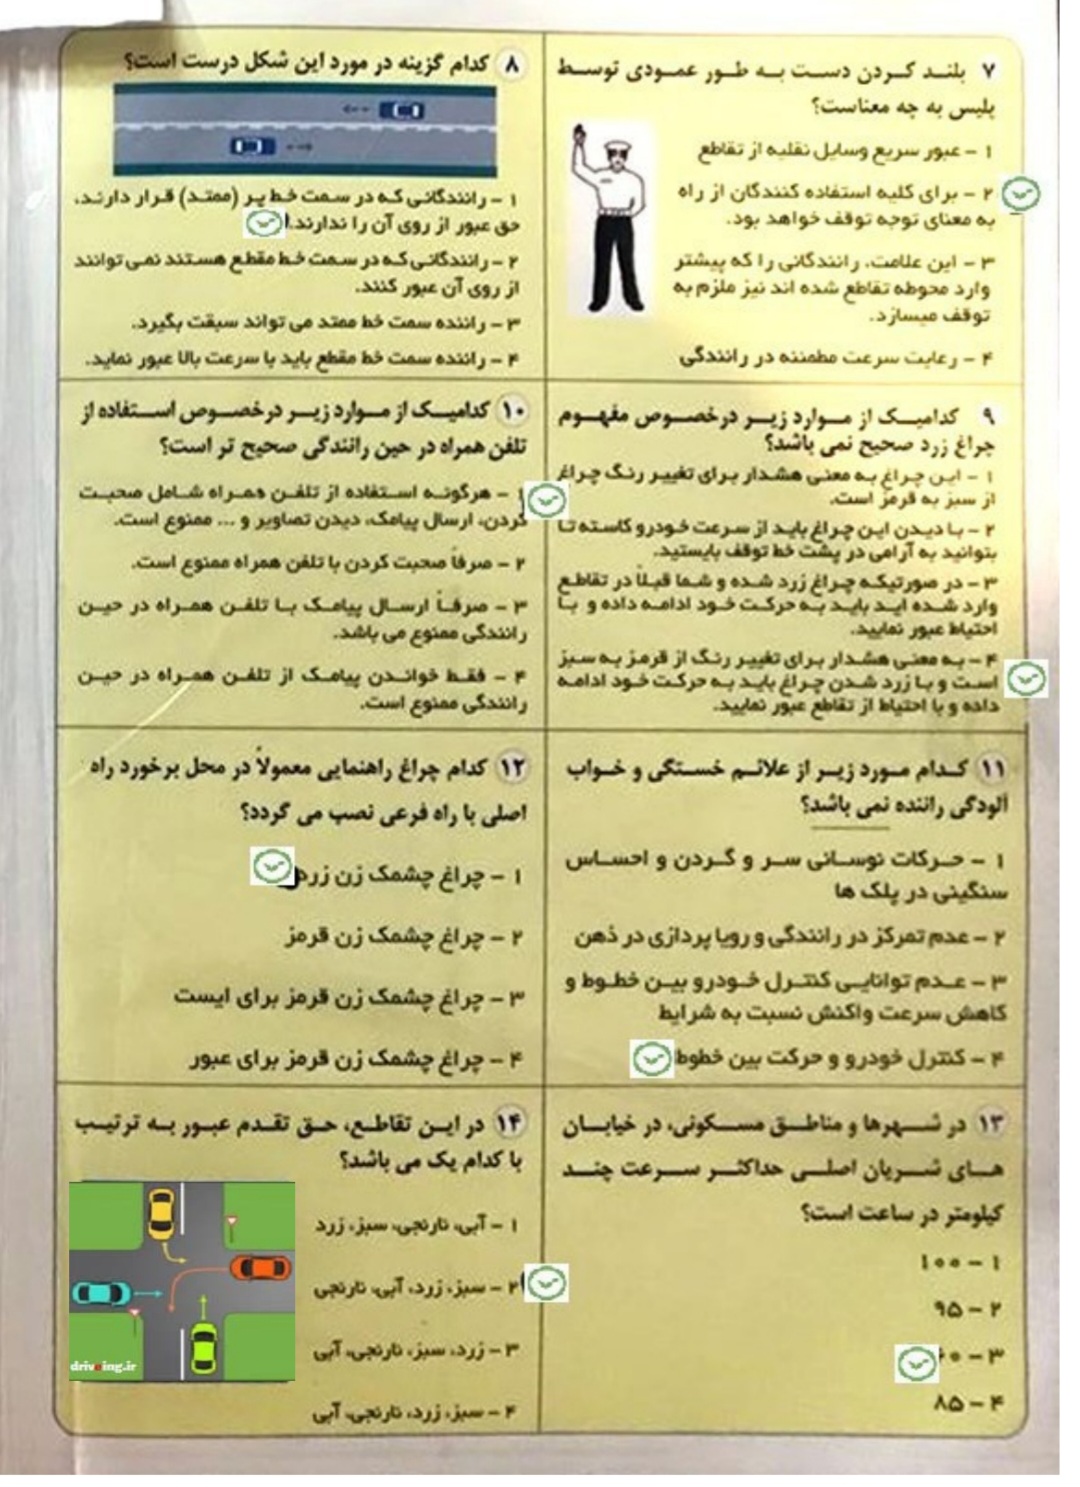 ۷ بلند کردن دست به طور عمودی توسط
پلیس به چه معناست؟
۱ - عبور سریع وسایل نقلیه از تقاطع
۲ - برای کلیه استفاده کنندگان از راه
به معنای توجه توقف خواهد بود.
۳ - این علامت، رانندگانی را که پیشتر
وارد محوطه تقاطع شده اند نیز ملزم به
توقف میسازد.
۴ - رعایت سرعت مطمئنه در رانندگی
۸ کدام گزینه در مورد این شکل درست است؟
۱ - رانندگانی که در سمت خط پر (ممتد) قرار دارند،
حق عبور از روی آن را ندارند.
۲ - رانندگانی که در سمت خط مقطع هستند نمی توانند
از روی آن عبور کنند.
۳ - راننده سمت خط ممتد می تواند سبقت بگیرد.
۴ - راننده سمت خط مقطع باید با سرعت بالا عبور نماید.
۹ کدامیک از موارد زیر درخصوص مفهوم
چراغ زرد صحیح نمی باشد؟
۱ - این چراغ به معنی هشدار برای تغییر رنگ چراغ
از سبز به قرمز است.
۲ - با دیدن این چراغ باید از سرعت خودرو کاسته تا
بتوانید به آرامی در پشت خط توقف بایستید.
۳ - در صورتیکه چراغ زرد شده و شما قبلاً در تقاطع
وارد شده اید باید به حرکت خود ادامه داده و با
احتیاط عبور نمایید.
۴ - به معنی هشدار برای تغییر رنگ از قرمز به سبز
است و با زرد شدن چراغ باید به حرکت خود ادامه
داده و با احتیاط از تقاطع عبور نمایید.
۱۰ کدامیک از موارد زیر درخصوص استفاده از
تلفن همراه در حین رانندگی صحیح تر است؟
۱ - هرگونه استفاده از تلفن همراه شامل صحبت
کردن، ارسال پیامک، دیدن تصاویر و ... ممنوع است.
۲ - صرفاً صحبت کردن با تلفن همراه ممنوع است.
۳ - صرفاً ارسال پیامک با تلفن همراه در حین
رانندگی ممنوع می باشد.
۴ - فقط خواندن پیامک از تلفن همراه در حین
رانندگی ممنوع است.
۱۱ کدام مورد زیر از علائم خستگی و خواب
آلودگی راننده نمی باشد؟
۱ - حرکات نوسانی سر و گردن و احساس
سنگینی در پلک ها
۲ - عدم تمرکز در رانندگی و رویا پردازی در ذهن
۳ - عدم توانایی کنترل خودرو بین خطوط و
کاهش سرعت واکنش نسبت به شرایط
۴ - کنترل خودرو و حرکت بین خطوط
۱۲ کدام چراغ راهنمایی معمولاً در محل برخورد راه
اصلی با راه فرعی نصب می گردد؟
۱ - چراغ چشمک زن زرد
۲ - چراغ چشمک زن قرمز
۳ - چراغ چشمک زن قرمز برای ایست
۴ - چراغ چشمک زن قرمز برای عبور
۱۳ در شهرها و مناطق مسکونی، در خیابان
های شریان اصلی حداکثر سرعت چند
کیلومتر در ساعت است؟
۱ - ۱۰۰
۲ - ۹۵
۳ - ۶۰
۴ - ۸۵
۱۴ در این تقاطع، حق تقدم عبور به ترتیب
با کدام یک می باشد؟
۱ - آبی، نارنجی، سبز، زرد
۲ - سبز، زرد، آبی، نارنجی
۳ - زرد، سبز، نارنجی، آبی
۴ - سبز، زرد، نارنجی، آبی
driveing.ir